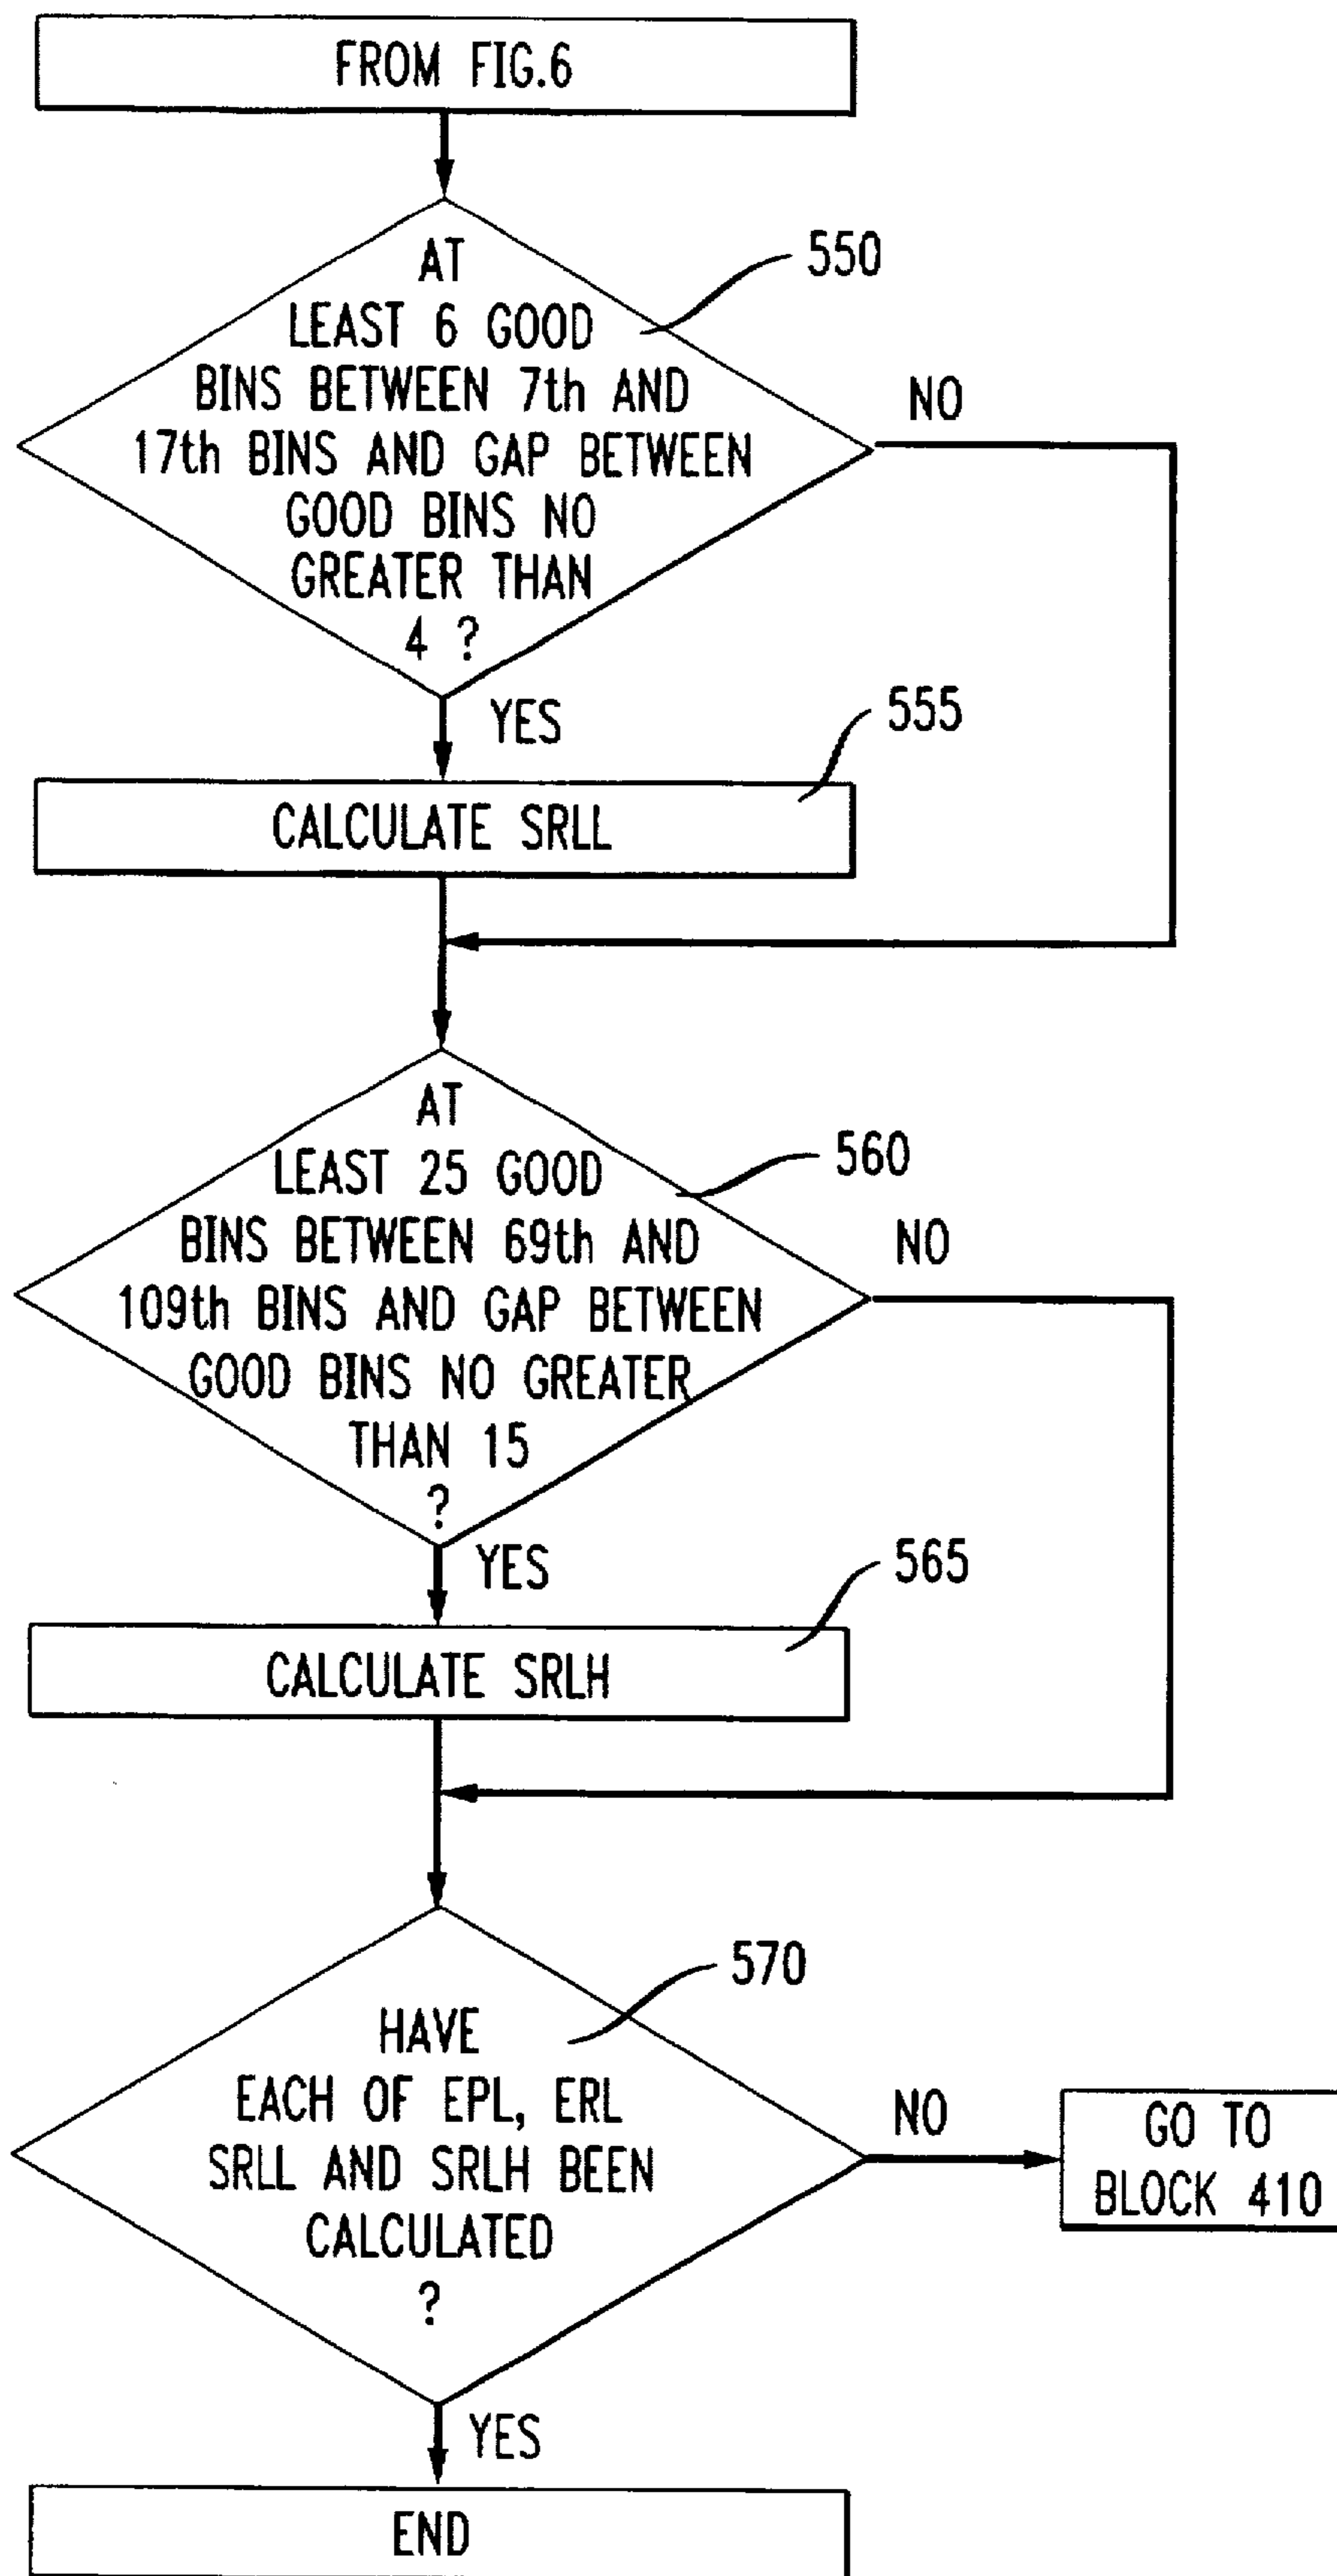 FROM FIG.6
AT
LEAST 6 GOOD
BINS BETWEEN 7th AND
17th BINS AND GAP BETWEEN
GOOD BINS NO
GREATER THAN
4 ?
550
NO
YES
555
CALCULATE SRLL
AT
LEAST 25 GOOD
BINS BETWEEN 69th AND
109th BINS AND GAP BETWEEN
GOOD BINS NO GREATER
THAN 15
?
560
NO
YES
565
CALCULATE SRLH
570
HAVE
EACH OF EPL, ERL
SRLL AND SRLH BEEN
CALCULATED
?
NO
GO TO
BLOCK 410
YES
END